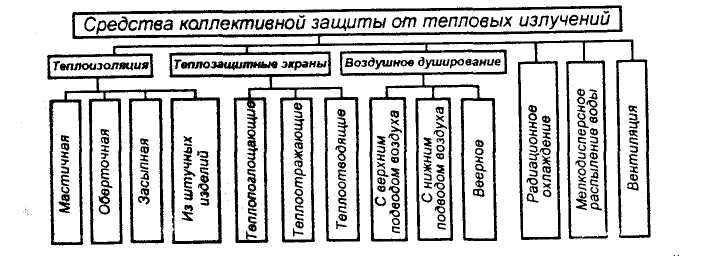 Средства коллективной защиты от тепловых излучений
Теплоизоляция
Теплозащитные экраны
Воздушное душирование
Мастичная
Оберточная
Засыпная
Из штучных
изделий
Теплопоглощающие
Теплоотражающие
Теплоотводящие
С верхним
подводом воздуха
С нижним
подводом воздуха
Веерное
Радиационное
охлаждение
Мелкодисперсное
распыление воды
Вентиляция